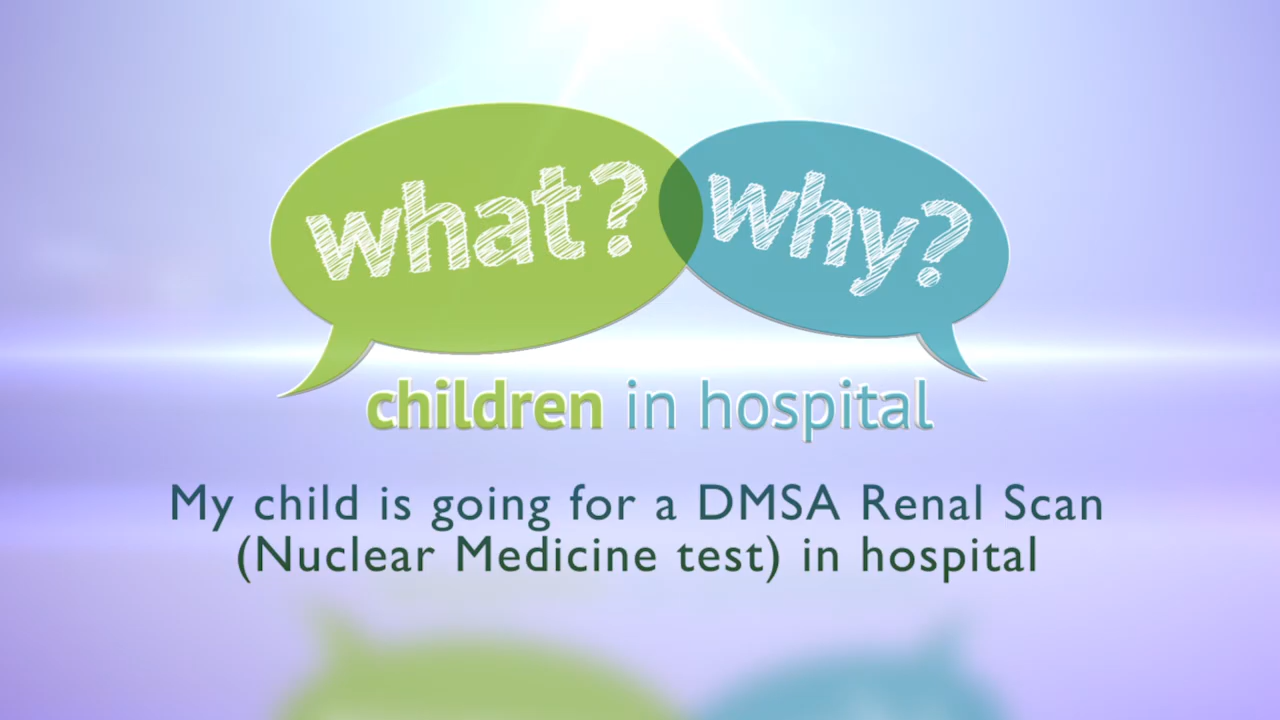 what? why?
children in hospital
My child is going for a DMSA Renal Scan
(Nuclear Medicine test) in hospital